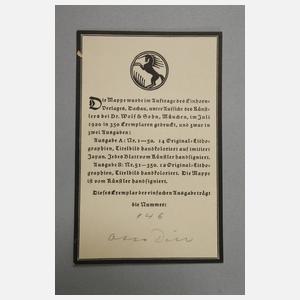 Die Mappe wurde im Auftrage des Einhorn-
Verlages, Dachau, unter Aufsicht des Künst-
lers bei Dr. Wolf & Sohn, München, im Juli
1920 in 350 Exemplaren gedruckt, und zwar in
zwei Ausgaben:
Ausgabe A: Nr. 1—50. 14 Original-Litho-
graphien, Titelbild handkoloriert auf imitiert
Japan. Jedes Blatt vom Künstler handsigniert.
Ausgabe B: Nr. 51—350. Original-Litho-
graphien, Titelbild handkoloriert. Die Mappe
ist vom Künstler handsigniert.
Dieses Exemplar der einfachen Ausgabe trägt
die Nummer:
046
Otto Dill